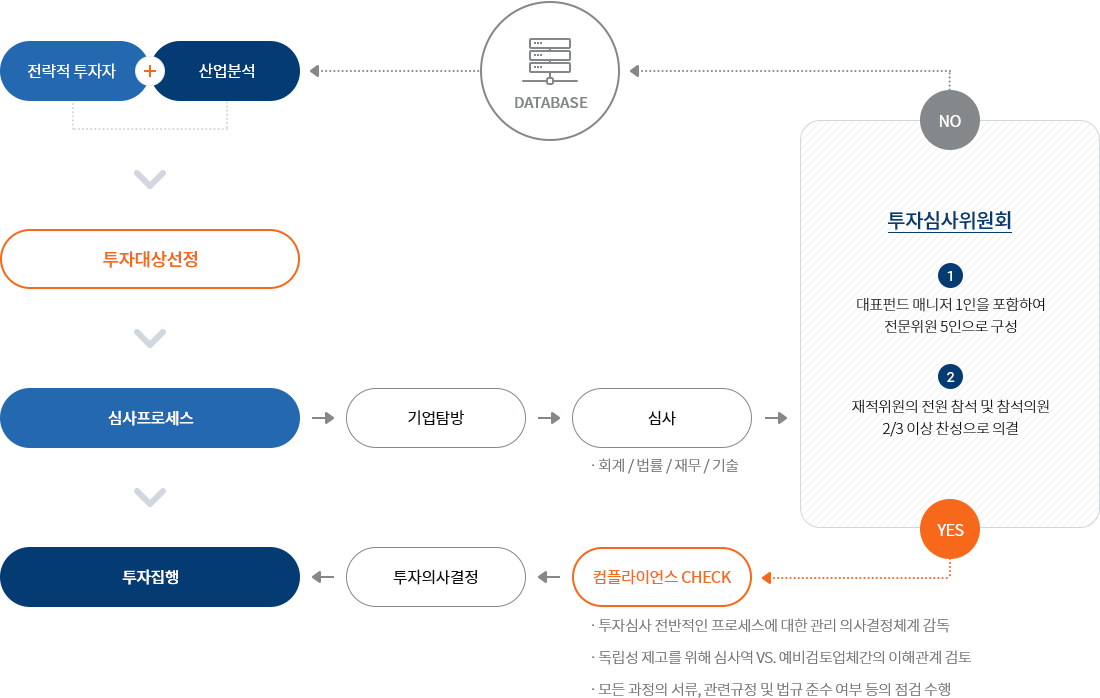 전략적 투자자
+
산업분석
DATABASE
NO
투자대상선정
투자심사위원회
1
대표펀드 매니저 1인을 포함하여
전문위원 5인으로 구성
2
재적위원의 전원 참석 및 참석의원
2/3 이상 찬성으로 의결
심사프로세스
기업탐방
심사
· 회계 / 법률 / 재무 / 기술
YES
투자집행
투자의사결정
컴플라이언스 CHECK
· 투자심사 전반적인 프로세스에 대한 관리 의사결정체계 감독
· 독립성 제고를 위해 심사역 VS. 예비검토업체간의 이해관계 검토
· 모든 과정의 서류, 관련규정 및 법규 준수 여부 등의 점검 수행